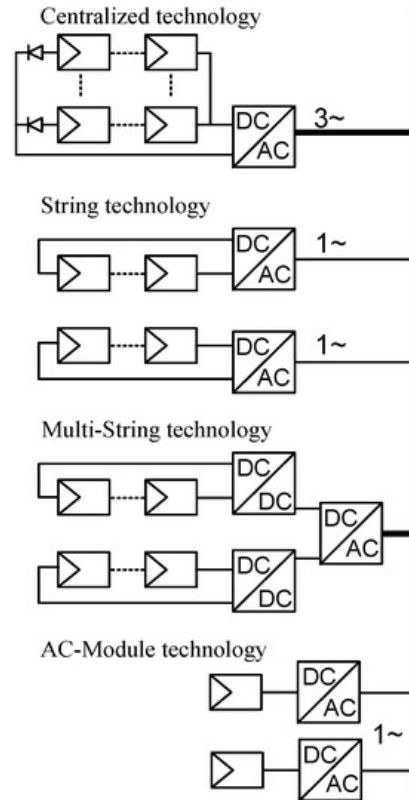 Centralized technology
DC
AC
3~
String technology
DC
AC
1~
DC
AC
1~
Multi-String technology
DC
DC
DC
AC
DC
DC
AC-Module technology
DC
AC
1~
DC
AC